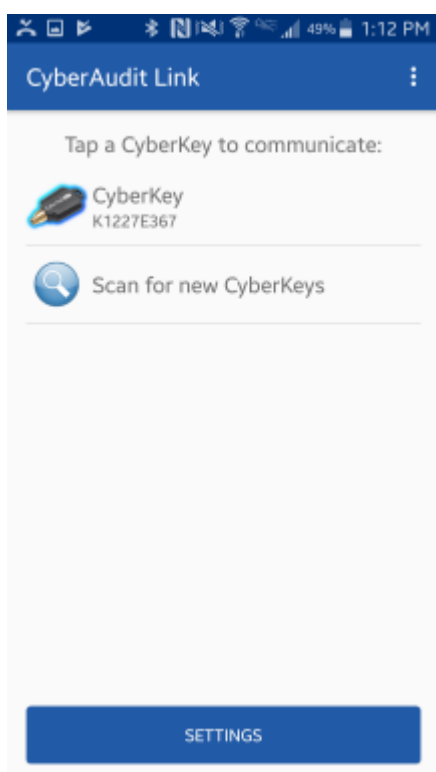 49% 1:12 PM
CyberAudit Link
Tap a CyberKey to communicate:
CyberKey
K1227E367
Scan for new CyberKeys
SETTINGS